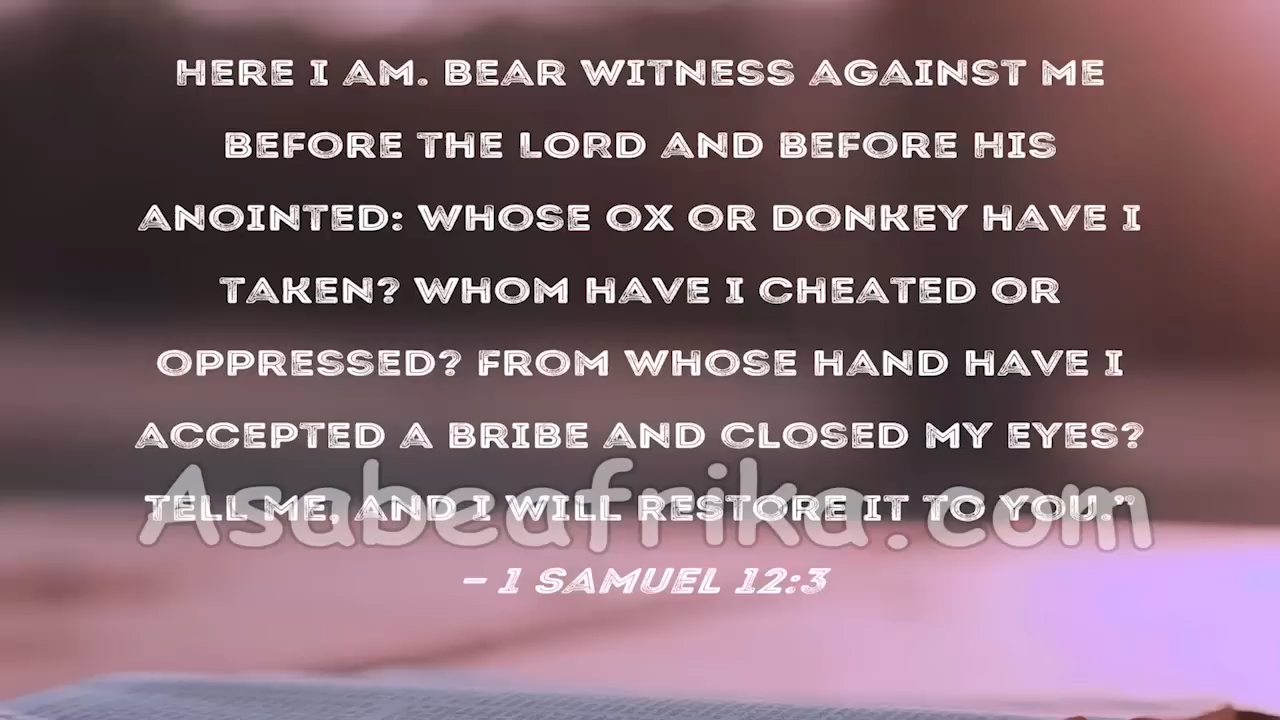 HERE I AM. BEAR WITNESS AGAINST ME
BEFORE THE LORD AND BEFORE HIS
ANOINTED: WHOSE OX OR DONKEY HAVE I
TAKEN? WHOM HAVE I CHEATED OR
OPPRESSED? FROM WHOSE HAND HAVE I
ACCEPTED A BRIBE AND CLOSED MY EYES?
TELL ME, AND I WILL RESTORE IT TO YOU.”
Asabeafrika.com
– 1 SAMUEL 12:3